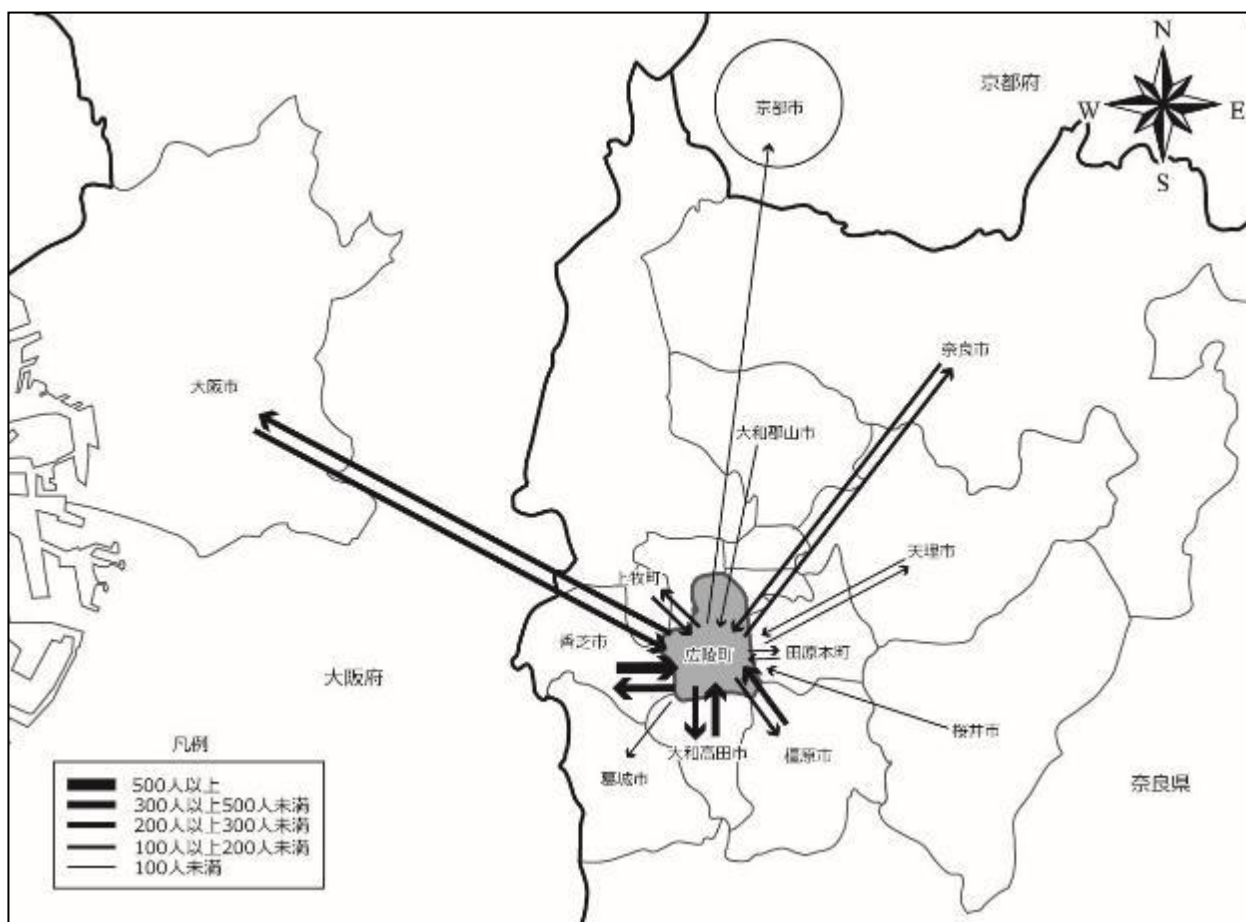 N
京都府
京都市
W
E
S
奈良市
大阪市
大和郡山市
天理市
上牧町
香芝市
広陵町
田原本町
大阪府
桜井市
大和高田市
橿原市
葛城市
奈良県
凡例
500人以上
300人以上500人未満
200人以上300人未満
100人以上200人未満
100人未満